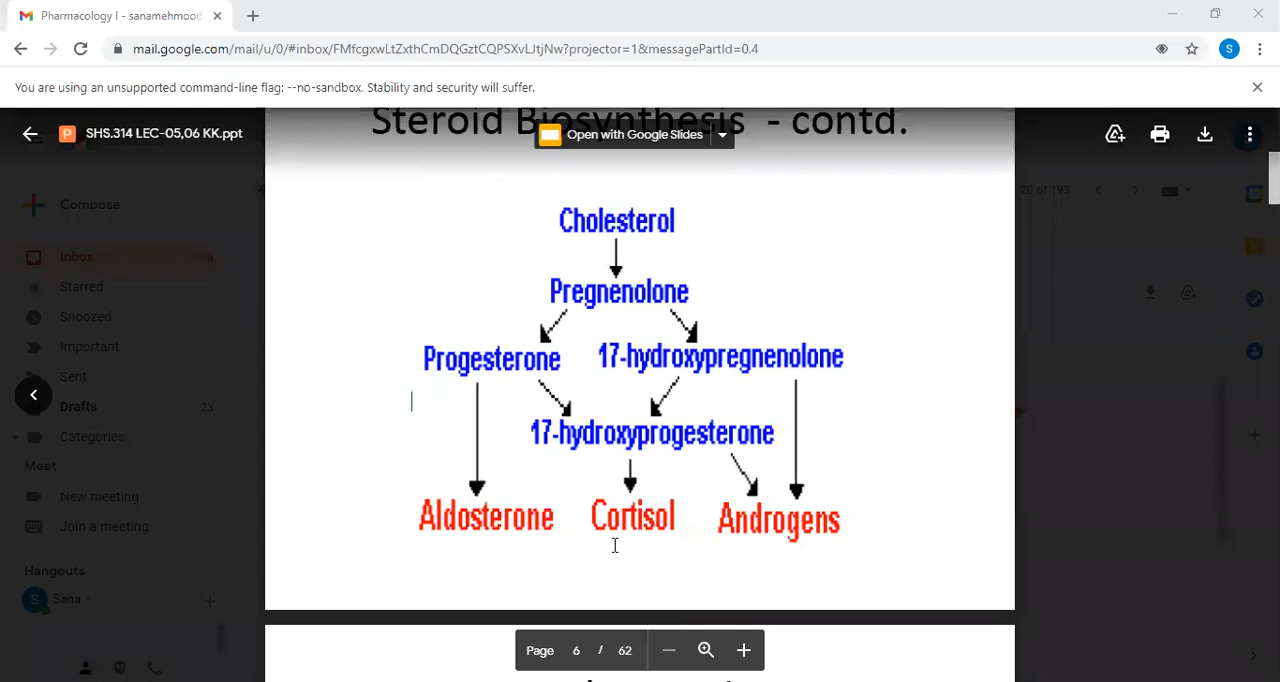 Pharmacology I - sanamehmood
mail.google.com/mail/u/0/#inbox/FMfcgxwLtZxthCmDQGztCQPSXvLJtjNw?projector=1&messagePartId=0.4
S
You are using an unsupported command-line flag: --no-sandbox. Stability and security will suffer.
Steroid Biosynthesis - contd.
P SHS.314 LEC-05,06 KK.ppt
Open with Google Slides
Compose
20 of 193
Inbox
Starred
Snoozed
Important
Sent
Drafts 23
Categories
Meet
New meeting
Join a meeting
Hangouts
S Sana
Cholesterol
Pregnenolone
Progesterone 17-hydroxypregnenolone
17-hydroxyprogesterone
Aldosterone Cortisol Androgens
Page 6 / 62